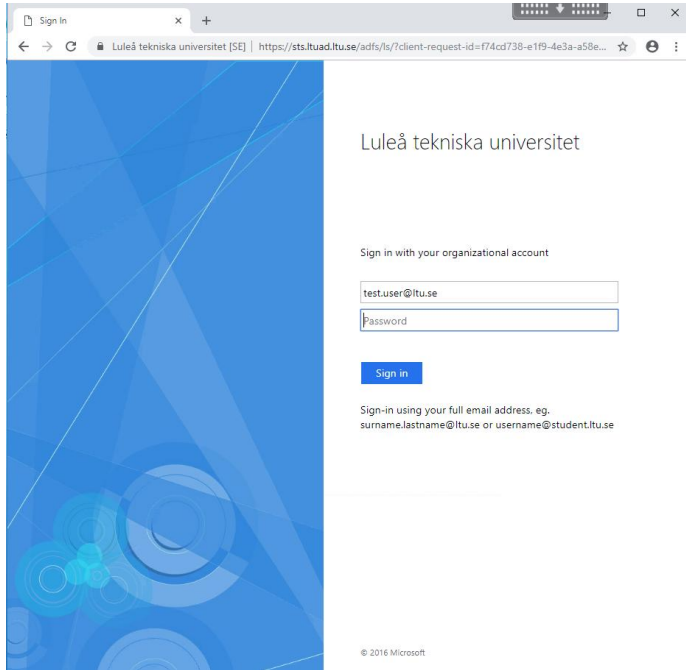 Sign In
Luleå tekniska universitet [SE] | https://sts.ltuad.ltu.se/adfs/ls/?client-request-id=f74cd738-e1f9-4e3a-a58e...
Luleå tekniska universitet
Sign in with your organizational account
test.user@ltu.se
Password
Sign in
Sign-in using your full email address, eg.
surname.lastname@ltu.se or username@student.ltu.se
© 2016 Microsoft